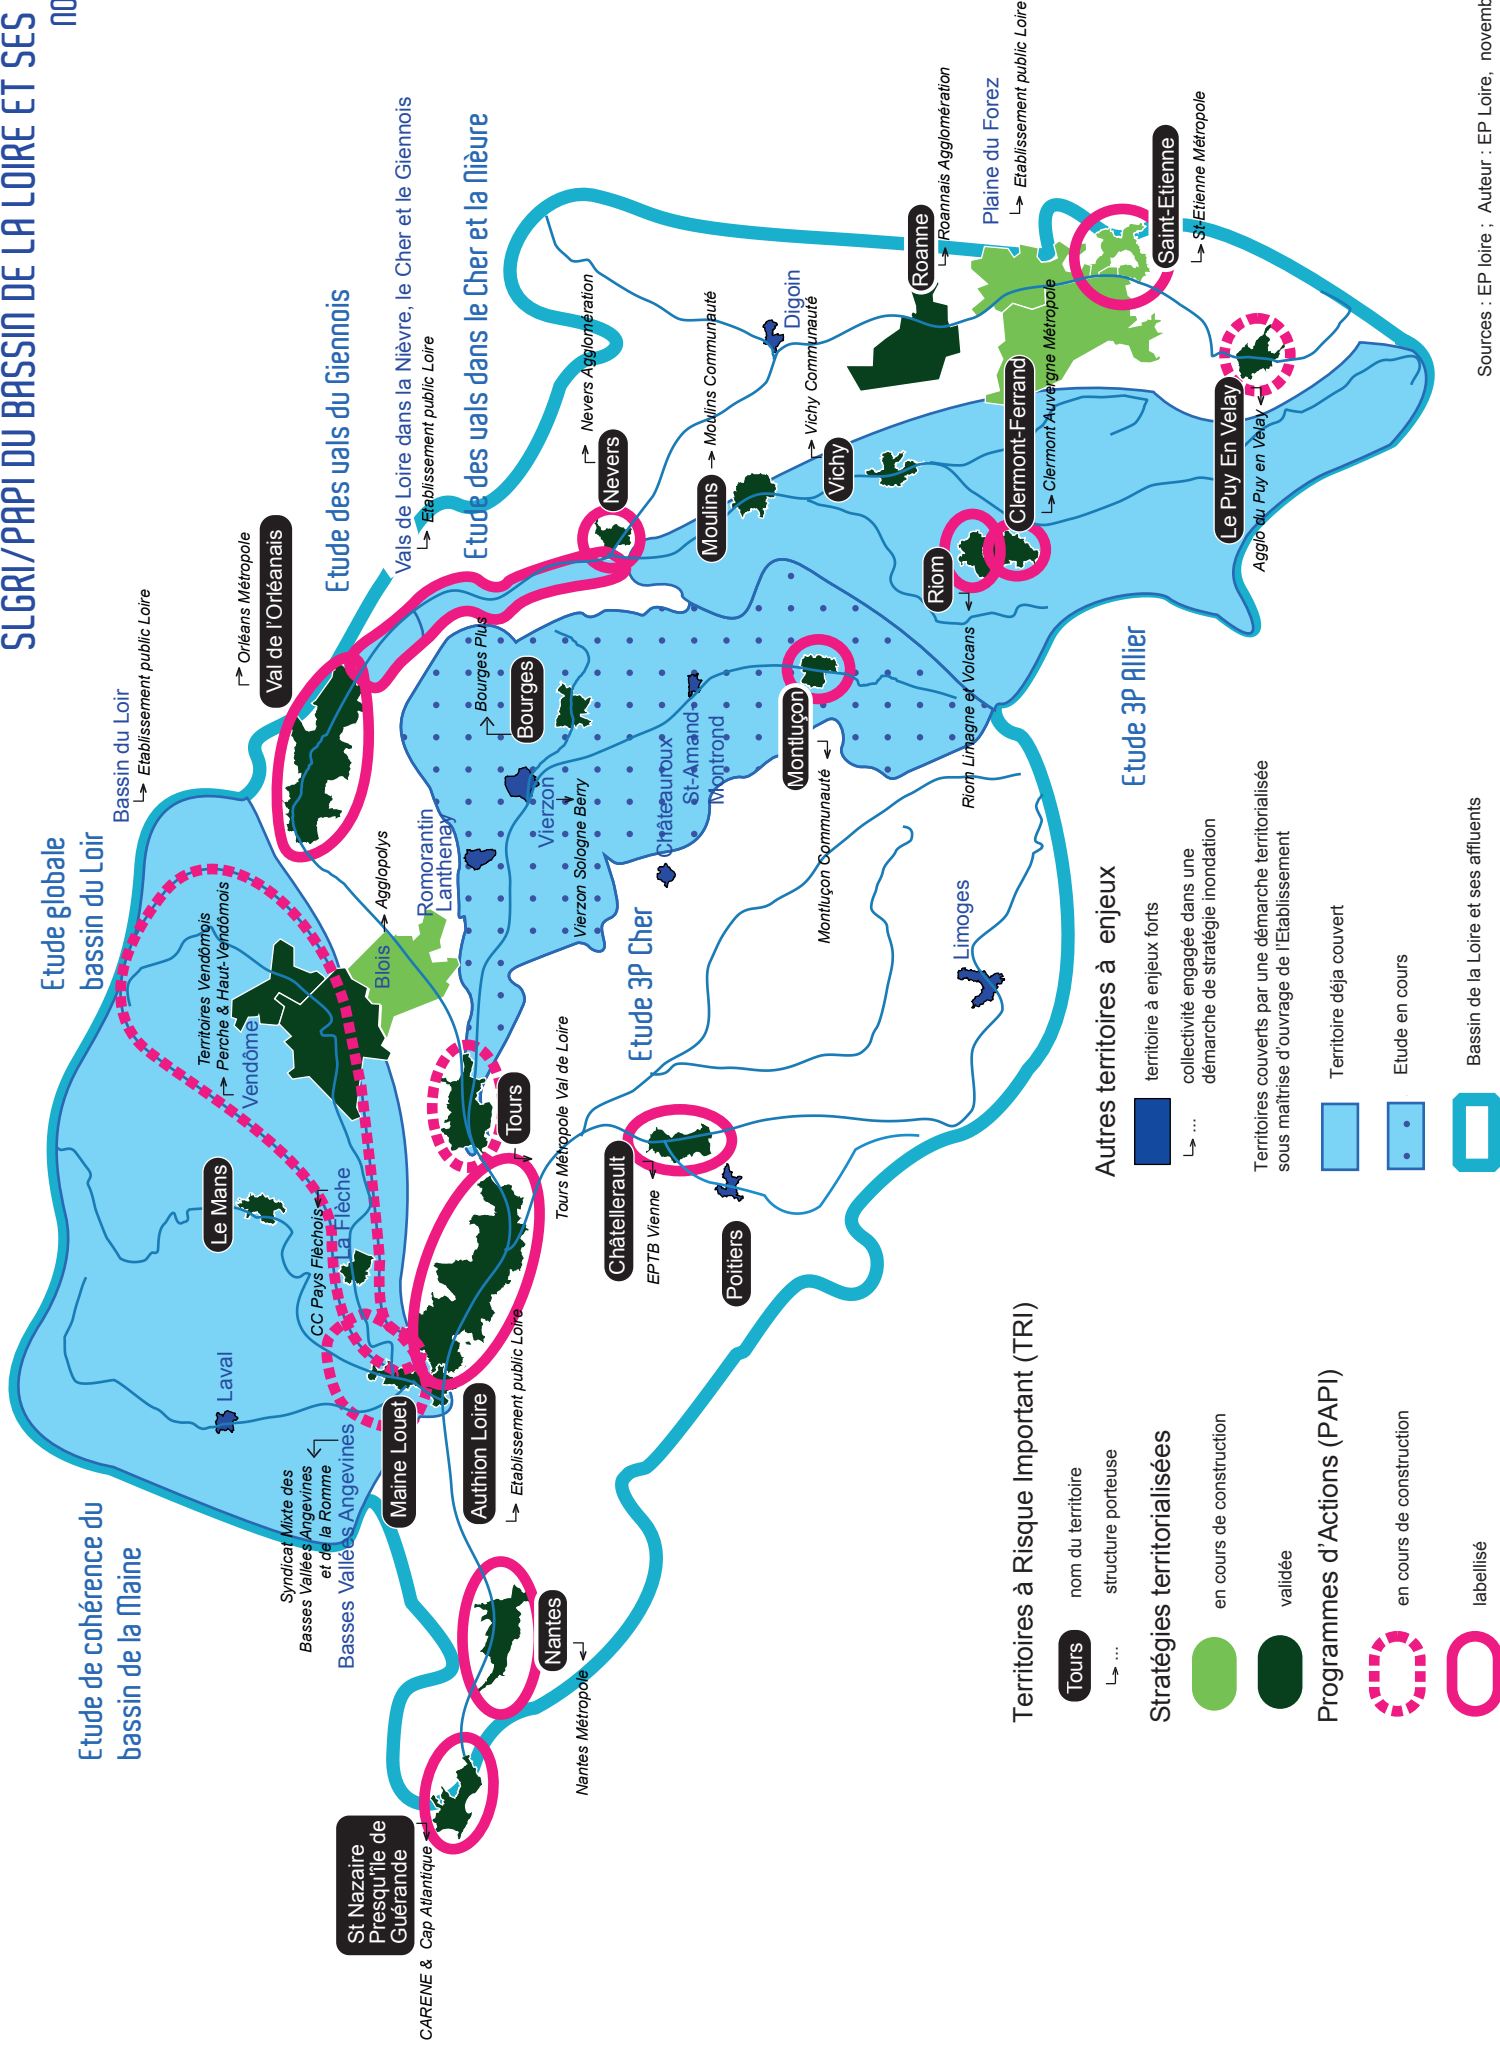 SLGRI/PAPI DU BASSIN DE LA LOIRE ET SES
Etude de cohérence du
bassin de la Maine
Etude globale
bassin du Loir
Bassin du Loir
Etablissement public Loire
Orléans Métropole
Val de l'Orléanais
Etude des vals du Giennois
Vals de Loire dans la Nièvre, le Cher et le Giennois
Etablissement public Loire
Etude des vals dans le Cher et la Nièvre
Territoires Vendômois
Perche & Haut-Vendômois
Vendôme
Le Mans
Laval
CC Pays Fléchois
La Flèche
Syndicat Mixte des
Basses Vallées Angevines
et de la Romme
Basses Vallées Angevines
Maine Louet
Authion Loire
Etablissement public Loire
St Nazaire
Presqu'île de
Guérande
CARENE & Cap Atlantique
Nantes
Nantes Métropole
Blois
Agglopolys
Romorantin
Lanthenay
Tours
Tours Métropole Val de Loire
Bourges Plus
Bourges
Vierzon
Vierzon Sologne Berry
Nevers Agglomération
Nevers
Moulins Communauté
Moulins
Digoin
Vichy Communauté
Vichy
Châteauroux
St-Amand
Montrond
Montluçon
Montluçon Communauté
Etude 3P Cher
Châtellerault
EPTB Vienne
Poitiers
Limoges
Riom
Riom Limagne et Volcans
Clermont-Ferrand
Clermont Auvergne Métropole
Roanne
Roannais Agglomération
Plaine du Forez
Etablissement public Loire
Saint-Etienne
St-Etienne Métropole
Le Puy En Velay
Agglo du Puy en Velay
Etude 3P Allier
Territoires à Risque Important (TRI)
Tours
nom du territoire
...
structure porteuse
Stratégies territorialisées
en cours de construction
validée
Programmes d'Actions (PAPI)
en cours de construction
labellisé
Autres territoires à enjeux
territoire à enjeux forts
...
collectivité engagée dans une
démarche de stratégie inondation
Territoires couverts par une démarche territorialisée
sous maîtrise d'ouvrage de l'Etablissement
Territoire déja couvert
Etude en cours
Bassin de la Loire et ses affluents
Sources : EP loire ; Auteur : EP Loire,